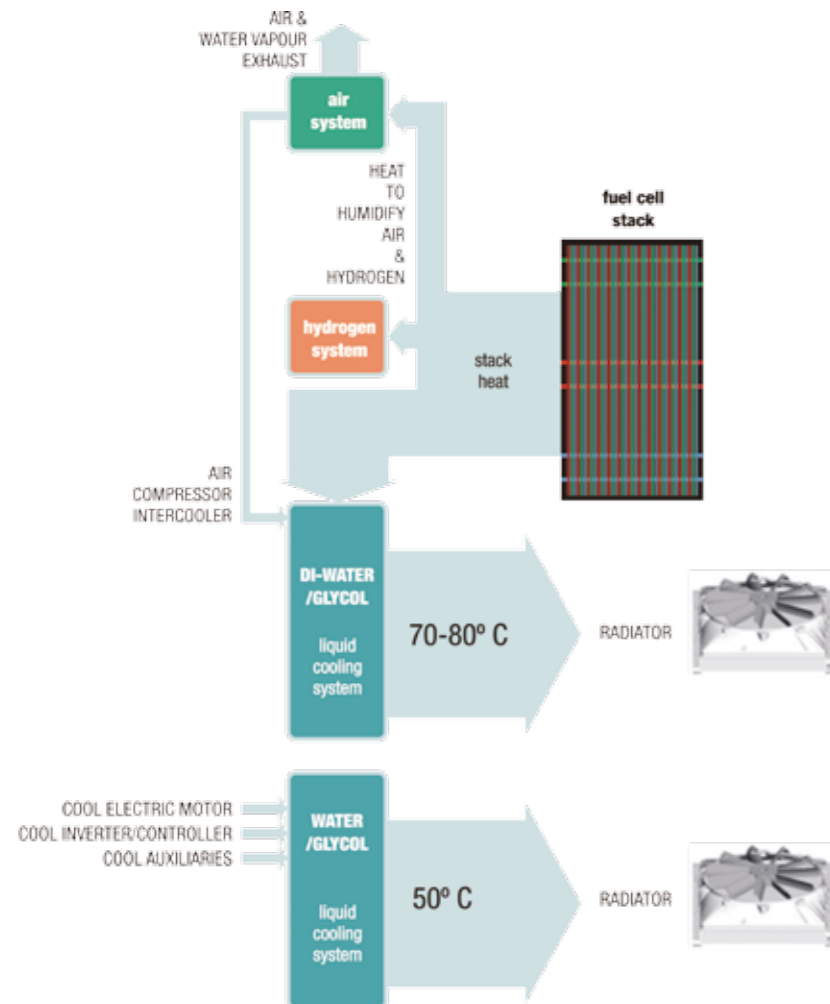 AIR &
WATER VAPOUR
EXHAUST
air
system
HEAT
TO
HUMIDIFY
AIR
&
HYDROGEN
fuel cell
stack
hydrogen
system
stack
heat
AIR
COMPRESSOR
INTERCOOLER
DI-WATER
/GLYCOL
liquid
cooling
system
70-80º C
RADIATOR
COOL ELECTRIC MOTOR
COOL INVERTER/CONTROLLER
COOL AUXILIARIES
WATER
/GLYCOL
liquid
cooling
system
50º C
RADIATOR